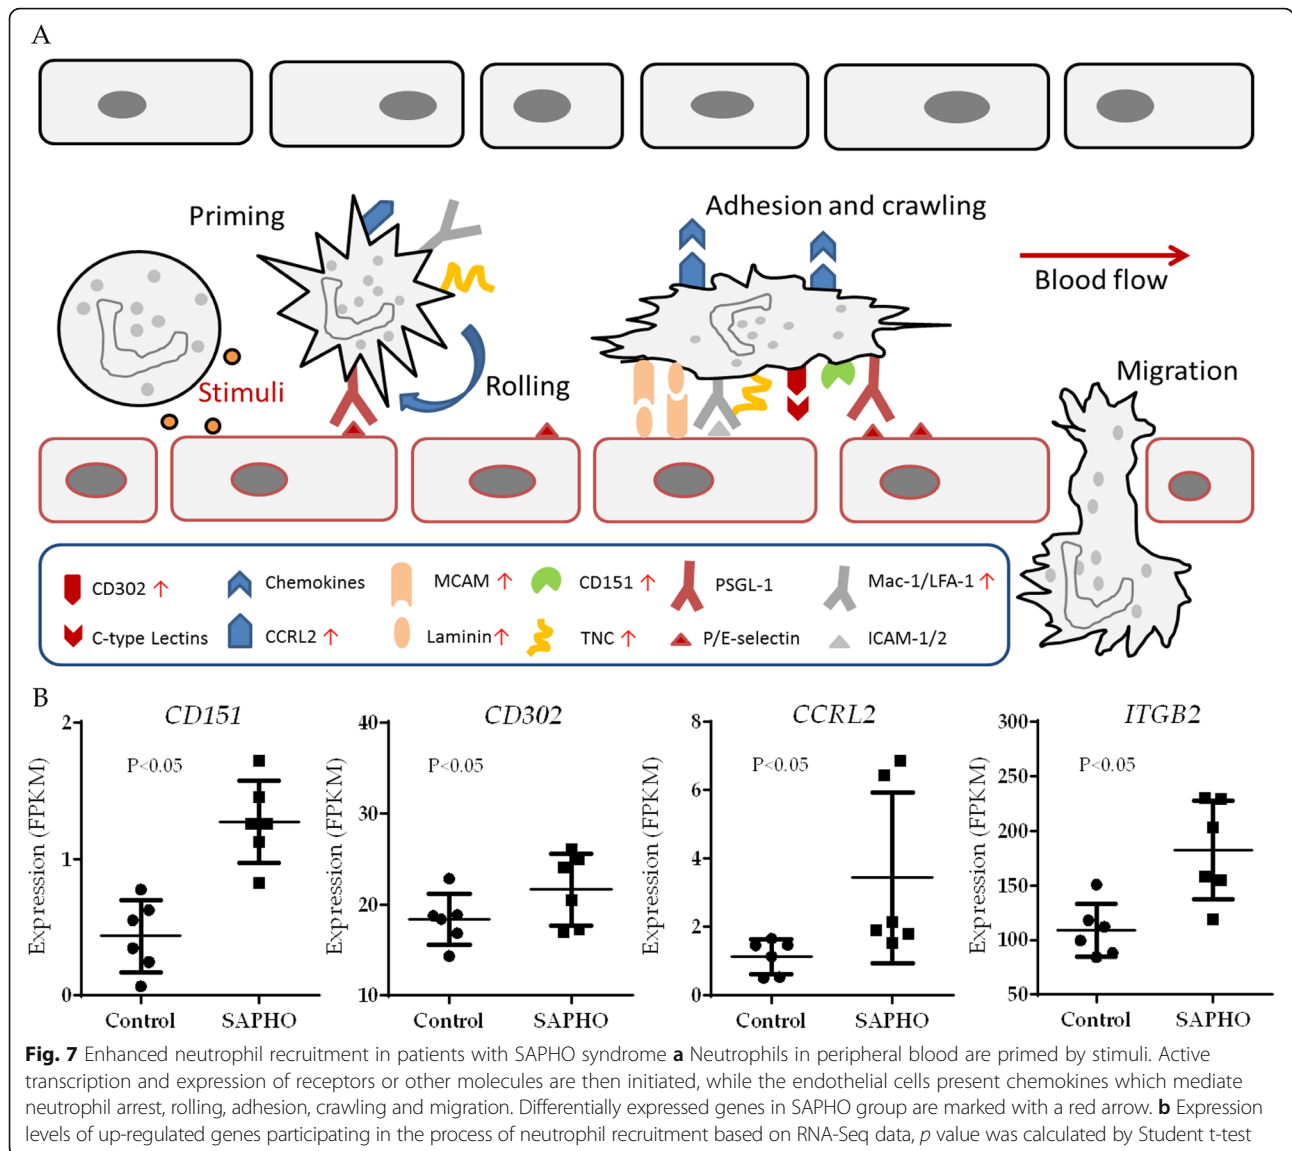 A
Priming
Adhesion and crawling
Blood flow
Stimuli
Rolling
Migration
CD302 ↑
Chemokines
MCAM ↑
CD151 ↑
PSGL-1
Mac-1/LFA-1 ↑
C-type Lectins
CCRL2 ↑
Laminin ↑
TNC ↑
P/E-selectin
ICAM-1/2
B
CD151
Expression (FPKM)
2
1
0
P<0.05
Control SAPHO
CD302
Expression (FPKM)
40
30
20
10
P<0.05
Control SAPHO
CCRL2
Expression (FPKM)
8
6
4
2
0
P<0.05
Control SAPHO
ITGB2
Expression (FPKM)
300
250
200
150
100
50
P<0.05
Control SAPHO
Fig. 7 Enhanced neutrophil recruitment in patients with SAPHO syndrome a Neutrophils in peripheral blood are primed by stimuli. Active
transcription and expression of receptors or other molecules are then initiated, while the endothelial cells present chemokines which mediate
neutrophil arrest, rolling, adhesion, crawling and migration. Differentially expressed genes in SAPHO group are marked with a red arrow. b Expression
levels of up-regulated genes participating in the process of neutrophil recruitment based on RNA-Seq data, p value was calculated by Student t-test